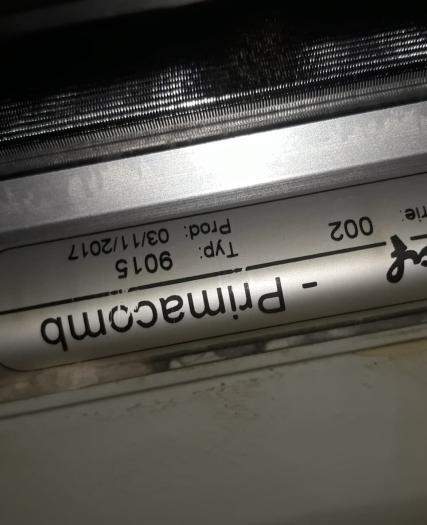 - Primacomb
rie: 002 Typ: 9015
Prod: 03/11/2017